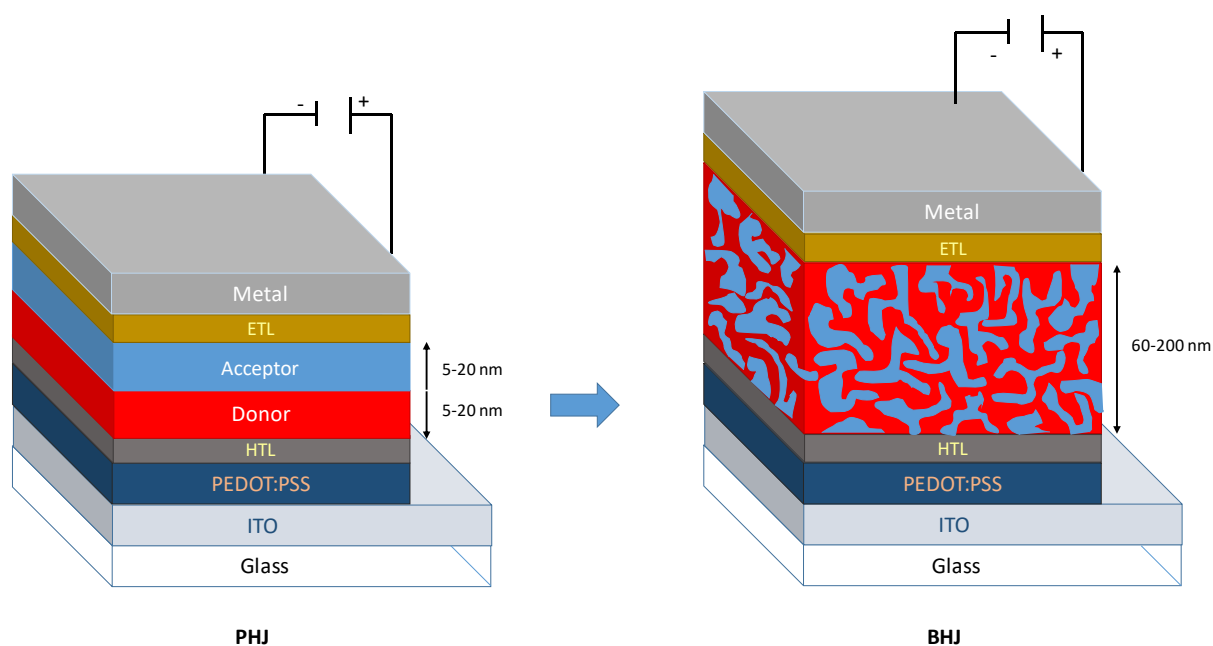 - +
Metal
ETL
Acceptor
5-20 nm
Donor
5-20 nm
HTL
PEDOT:PSS
ITO
Glass
PHJ
- +
Metal
ETL
60-200 nm
HTL
PEDOT:PSS
ITO
Glass
BHJ